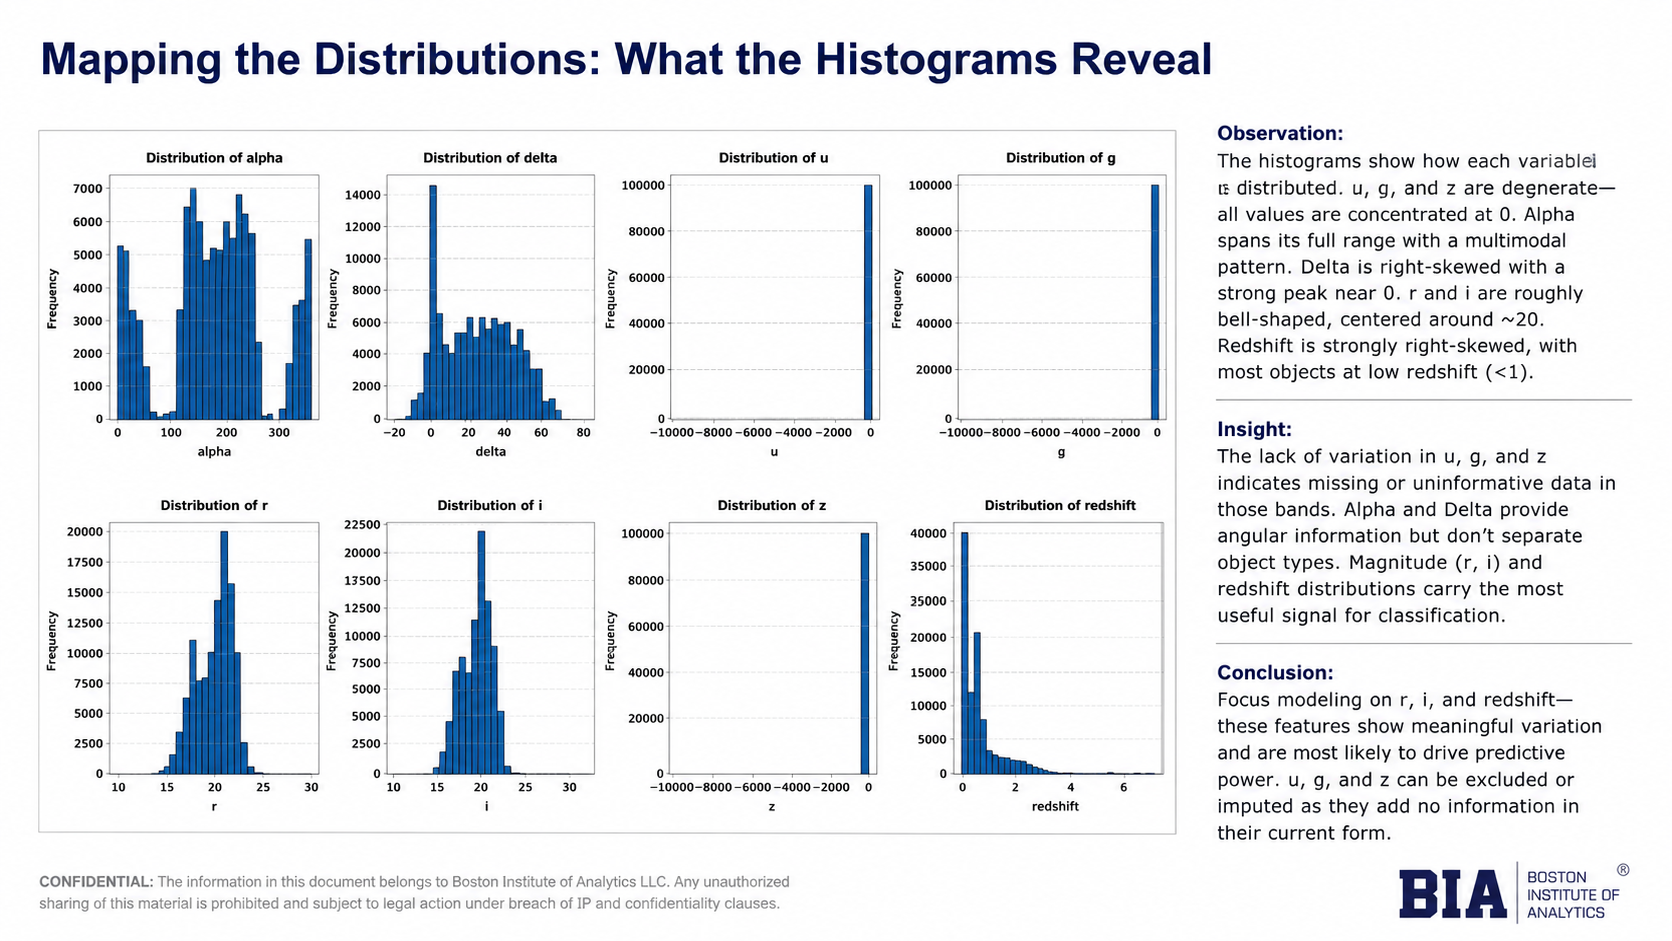 Mapping the Distributions: What the Histograms Reveal
Distribution of alpha
7000
6000
5000
4000
3000
2000
1000
0
Frequency
0 100 200 300
alpha
Distribution of delta
14000
12000
10000
8000
6000
4000
2000
0
Frequency
−20 0 20 40 60 80
delta
Distribution of u
100000
80000
60000
40000
20000
0
Frequency
−10000 −8000 −6000 −4000 −2000 0
u
Distribution of g
100000
80000
60000
40000
20000
0
Frequency
−10000 −8000 −6000 −4000 −2000 0
g
Distribution of r
20000
17500
15000
12500
10000
7500
5000
2500
0
Frequency
10 15 20 25 30
r
Distribution of i
22500
20000
13500
12500
10000
7500
5000
5000
2500
0
Frequency
10 15 20 25 30
i
Distribution of z
100000
80000
60000
40000
20000
0
Frequency
−10000 −8000 −6000 −4000 −2000 0
z
Distribution of redshift
40000
35000
35000
20000
15000
10000
5000
0
Frequency
0 2 4 6
redshift
Observation:
The histograms show how each variable
distributed. u, g, and z are degnerate—
all values are concentrated at 0. Alpha
spans its full range with a multimodal
pattern. Delta is right-skewed with a
strong peak near 0. r and i are roughly
bell-shaped, centered around ~20.
Redshift is strongly right-skewed, with
most objects at low redshift (<1).
Insight:
The lack of variation in u, g, and z
indicates missing or uninformative data in
those bands. Alpha and Delta provide
angular information but don’t separate
object types. Magnitude (r, i) and
redshift distributions carry the most
useful signal for classification.
Conclusion:
Focus modeling on r, i, and redshift—
these features show meaningful variation
and are most likely to drive predictive
power. u, g, and z can be excluded or
imputed as they add no information in
their current form.
CONFIDENTIAL: The information in this document belongs to Boston Institute of Analytics LLC. Any unauthorized
sharing of this material is prohibited and subject to legal action under breach of IP and confidentiality clauses.
BIA
BOSTON
INSTITUTE OF
ANALYTICS
®